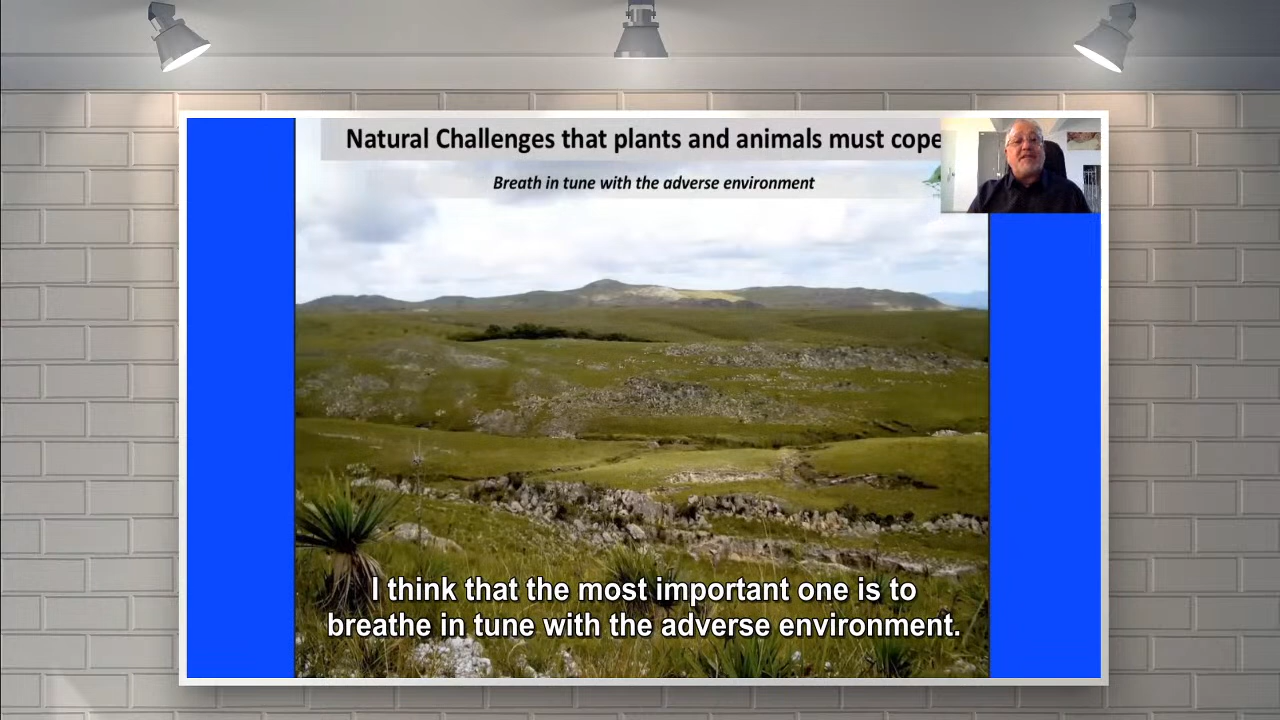 Natural Challenges that plants and animals must cope
Breath in tune with the adverse environment
I think that the most important one is to
breathe in tune with the adverse environment.